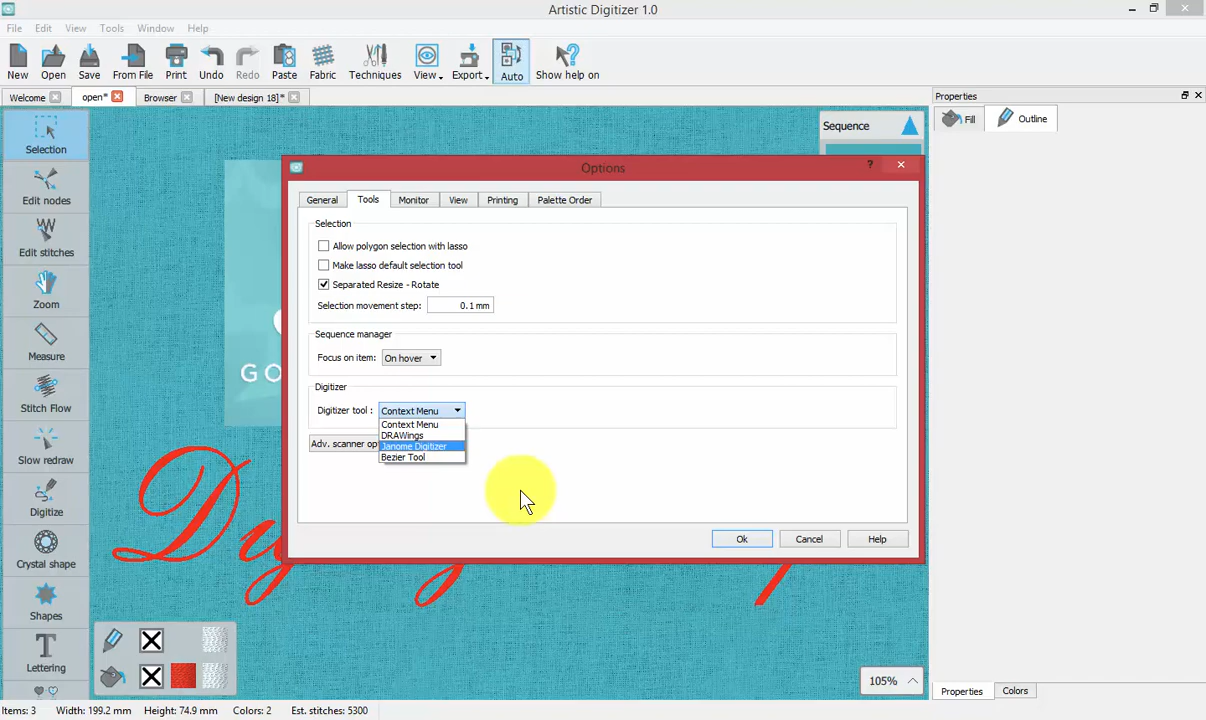 Artistic Digitizer 1.0
File Edit View Tools Window Help
New Open Save From File Print Undo Redo Paste Fabric Techniques View Export Auto Show help on
Welcome open* Browser [New design 18]*
Properties
Fill Outline
Selection
Edit nodes
Edit stitches
Zoom
Measure
Stitch Flow
Slow redraw
Digitize
Crystal shape
Shapes
Lettering
Sequence
GO
Options
General Tools Monitor View Printing Palette Order
Selection
Allow polygon selection with lasso
Make lasso default selection tool
Separated Resize - Rotate
Selection movement step: 0.1 mm
Sequence manager
Focus on item: On hover
Digitizer
Digitizer tool : Context Menu
Context Menu
DRAWings
Janome Digitizer
Bezier Tool
Adv. scanner op
Ok Cancel Help
105%
Properties Colors
Items: 3 Width: 199.2 mm Height: 74.9 mm Colors: 2 Est. stitches: 5300